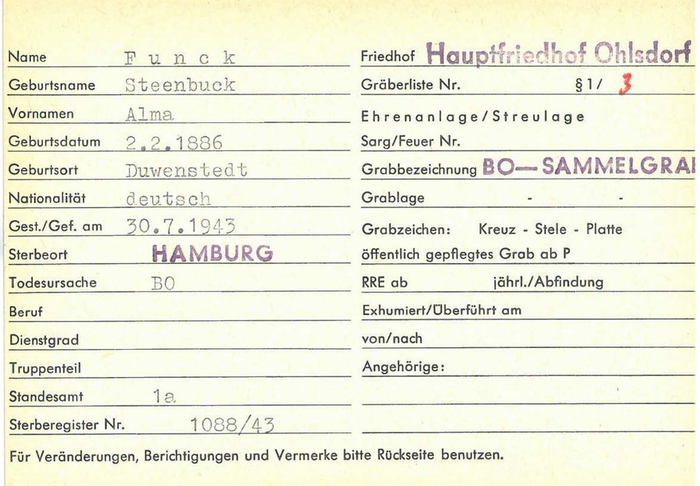 Name F u n c k
Geburtsname Steenbuck
Vornamen Alma
Geburtsdatum 2.2.1886
Geburtsort Duwenstedt
Nationalität deutsch
Gest./Gef. am 30.7.1943
Sterbeort HAMBURG
Todesursache BO
Beruf
Dienstgrad
Truppenteil
Standesamt 1a
Sterberegister Nr. 1088/43
Friedhof Hauptfriedhof Ohlsdorf
Gräberliste Nr. § 1/ 3
Ehrenanlage/Streulage
Sarg/Feuer Nr.
Grabbezeichnung BO—SAMMELGRA
Grablage - -
Grabzeichen: Kreuz - Stele - Platte
öffentlich gepflegtes Grab ab P
RRE ab jährl./Abfindung
Exhumiert/Überführt am
von/nach
Angehörige:
Für Veränderungen, Berichtigungen und Vermerke bitte Rückseite benutzen.